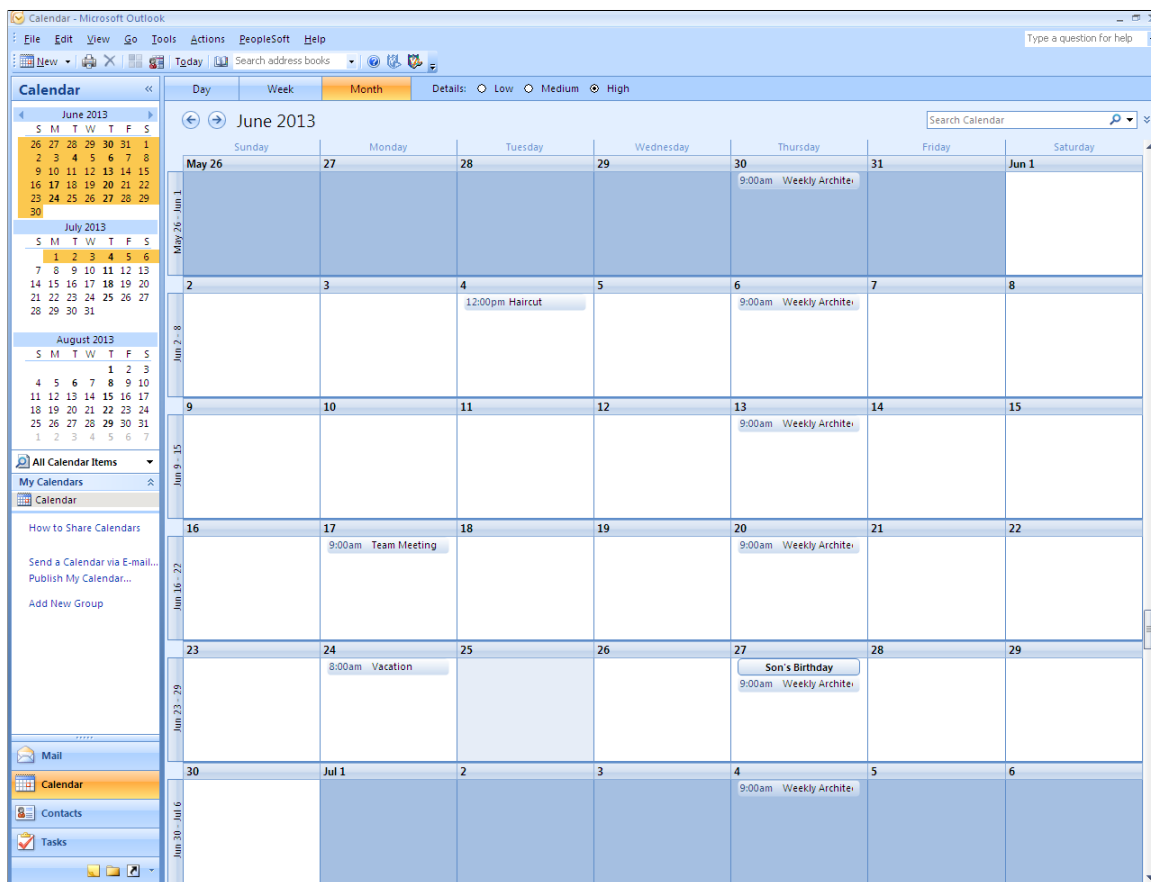 Calendar - Microsoft Outlook
File Edit View Go Tools Actions PeopleSoft Help
Type a question for help
New Today Search address books
Calendar «
Day Week Month Details: Low Medium High
June 2013
S M T W T F S
26 27 28 29 30 31 1
2 3 4 5 6 7 8
9 10 11 12 13 14 15
16 17 18 19 20 21 22
23 24 25 26 27 28 29
30
July 2013
S M T W T F S
1 2 3 4 5 6
7 8 9 10 11 12 13
14 15 16 17 18 19 20
21 22 23 24 25 26 27
28 29 30 31
August 2013
S M T W T F S
1 2 3
4 5 6 7 8 9 10
11 12 13 14 15 16 17
18 19 20 21 22 23 24
25 26 27 28 29 30 31
1 2 3 4 5 6 7
All Calendar Items
My Calendars
Calendar
How to Share Calendars
Send a Calendar via E-mail...
Publish My Calendar...
Add New Group
Mail
Calendar
Contacts
Tasks
June 2013
Search Calendar
Sunday Monday Tuesday Wednesday Thursday Friday Saturday
May 26 - Jun 1
May 26 27 28 29 30 31 Jun 1
9:00am Weekly Archite
Jun 2 - 8
2 3 4 5 6 7 8
12:00pm Haircut 9:00am Weekly Archite
Jun 9 - 15
9 10 11 12 13 14 15
9:00am Weekly Archite
Jun 16 - 22
16 17 18 19 20 21 22
9:00am Team Meeting 9:00am Weekly Archite
Jun 23 - 29
23 24 25 26 27 28 29
8:00am Vacation Son's Birthday
9:00am Weekly Archite
Jun 30 - Jul 6
30 Jul 1 2 3 4 5 6
9:00am Weekly Archite